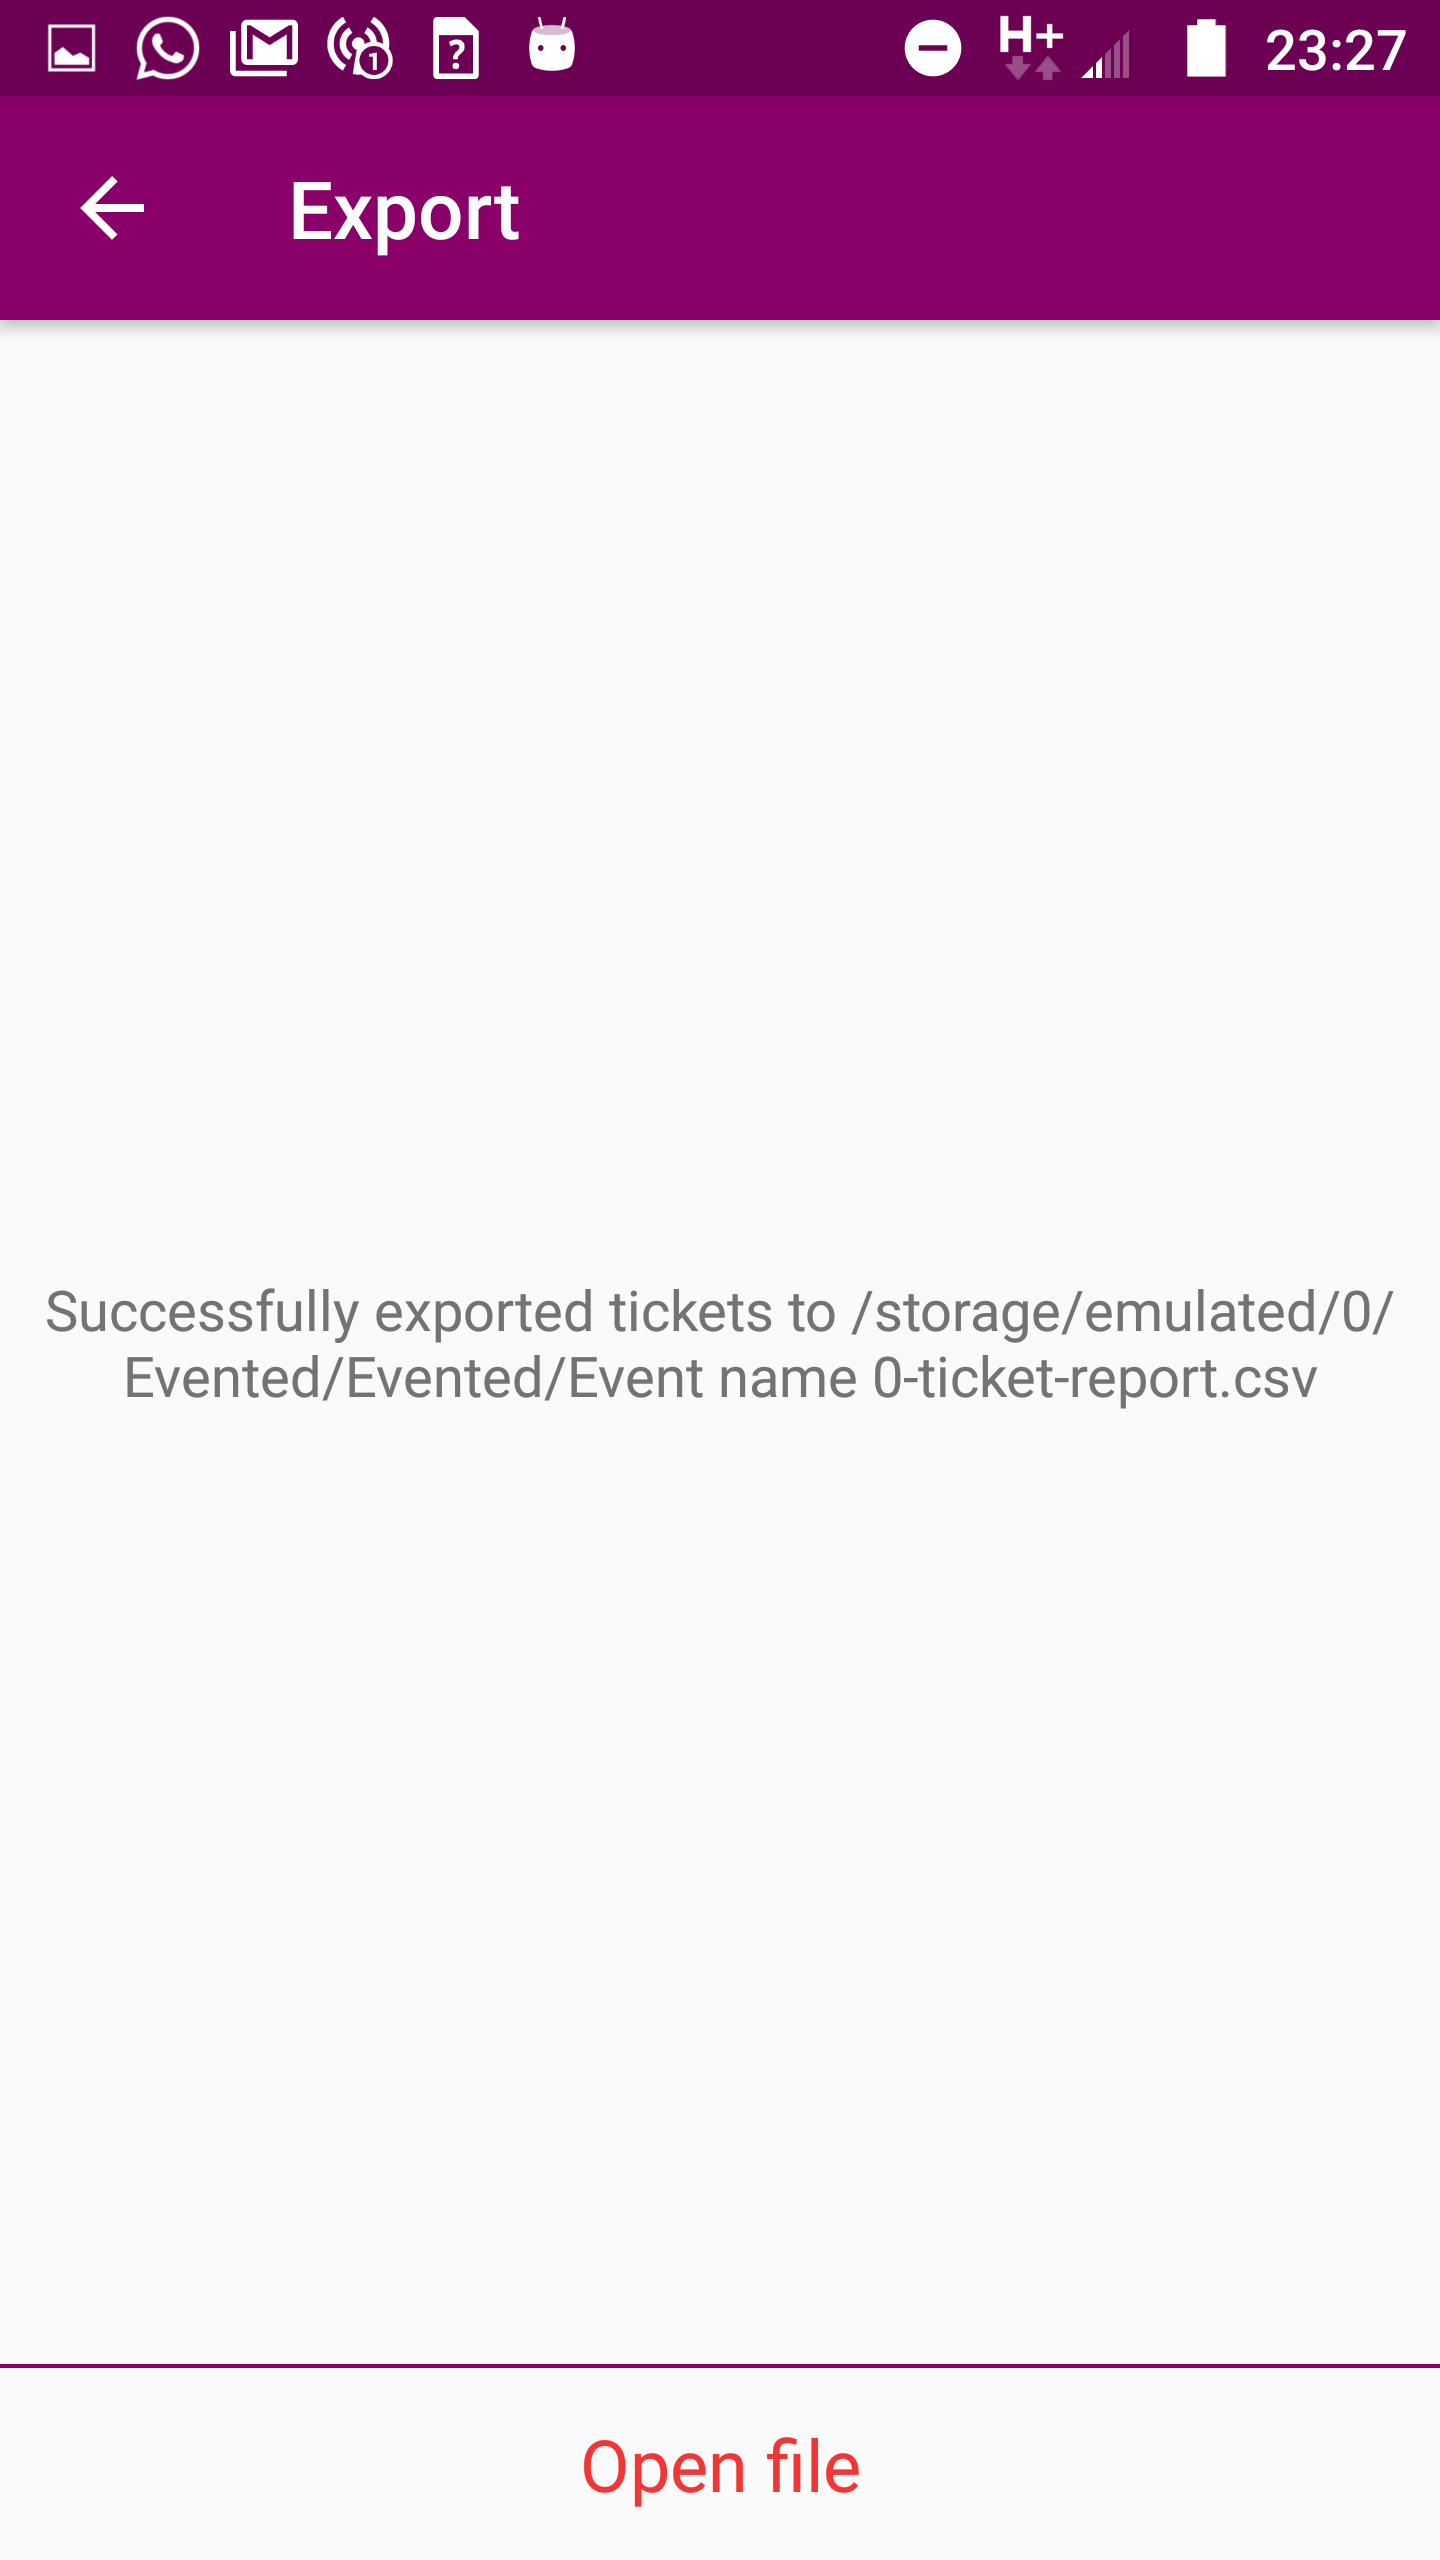 H+ 23:27
Export
Successfully exported tickets to /storage/emulated/0/
Evented/Evented/Event name 0-ticket-report.csv
Open file